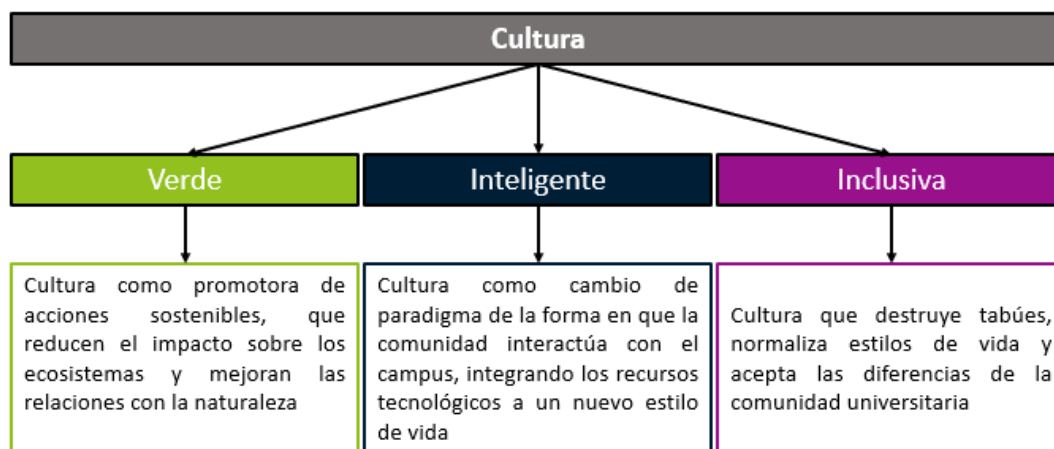 Cultura
Verde
Inteligente
Inclusiva
Cultura como promotora de
acciones sostenibles, que
reducen el impacto sobre los
ecosistemas y mejoran las
relaciones con la naturaleza
Cultura como cambio de
paradigma de la forma en que la
comunidad interactúa con el
campus, integrando los recursos
tecnológicos a un nuevo estilo
de vida
Cultura que destruye tabúes,
normaliza estilos de vida y
acepta las diferencias de la
comunidad universitaria